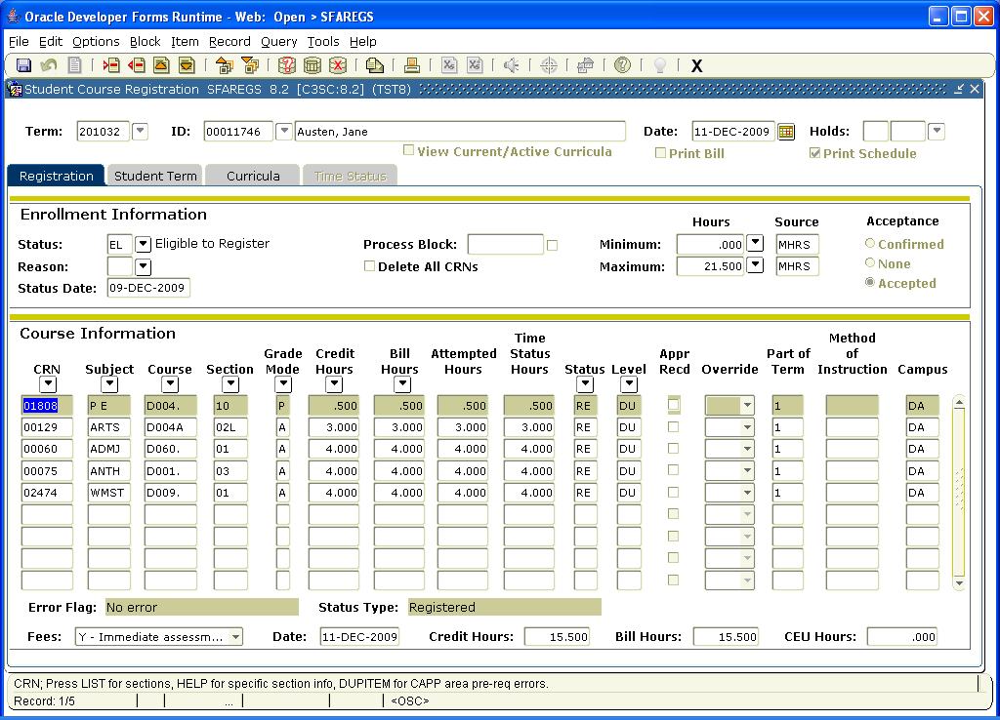 Oracle Developer Forms Runtime - Web: Open > SFAREGS
File Edit Options Block Item Record Query Tools Help
X
Student Course Registration SFAREGS 8.2 [C3SC:8.2] (TST8)
Term: 201032 ID: 00011746 Austen, Jane Date: 11-DEC-2009 Holds:
View Current/Active Curricula Print Bill Print Schedule
Registration Student Term Curricula Time Status
Enrollment Information
Hours Source Acceptance
Status: EL Eligible to Register Process Block: Minimum: .000 MHRS Confirmed
Reason: Delete All CRNs Maximum: 21.500 MHRS None
Status Date: 09-DEC-2009 Accepted
Course Information
Time Method
Grade Credit Bill Attempted Status Appr Part of of
CRN Subject Course Section Mode Hours Hours Hours Hours Status Level Recd Override Term Instruction Campus
01808 P E D004. 10 P .500 .500 .500 .500 RE DU 1 DA
00129 ARTS D004A 02L A 3.000 3.000 3.000 3.000 RE DU 1 DA
00060 ADMJ D060. 01 A 4.000 4.000 4.000 4.000 RE DU 1 DA
00075 ANTH D001. 03 A 4.000 4.000 4.000 4.000 RE DU 1 DA
02474 WMST D009. 01 A 4.000 4.000 4.000 4.000 RE DU 1 DA
Error Flag: No error Status Type: Registered
Fees: Y - Immediate assessm... Date: 11-DEC-2009 Credit Hours: 15.500 Bill Hours: 15.500 CEU Hours: .000
CRN; Press LIST for sections, HELP for specific section info, DUPITEM for CAPP area pre-req errors.
Record: 1/5 ... <OSC>